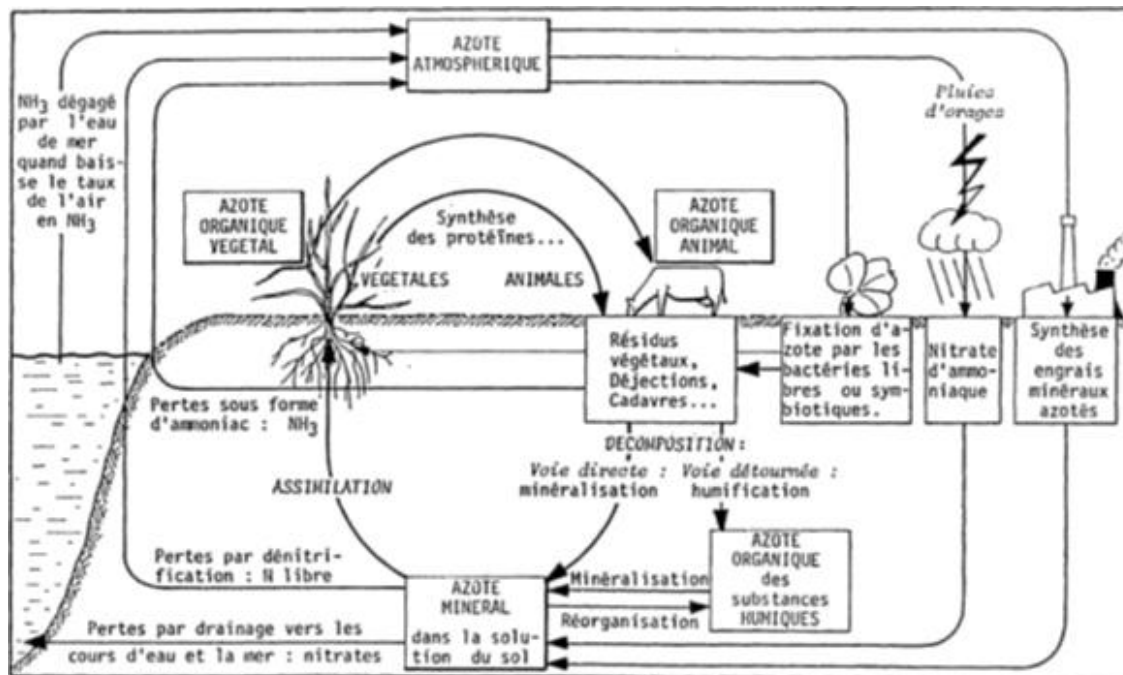 AZOTE
ATMOSPHERIQUE
NH₃ dégagé
par l'eau
de mer
quand bais-
se le taux
de l'air
en NH₃
Pluies
d'orages
AZOTE
ORGANIQUE
VEGETAL
Synthèse
des protéïnes...
VEGETALES
ANIMALES
AZOTE
ORGANIQUE
ANIMAL
Résidus
végétaux,
Déjections,
Cadavres...
Fixation d'a-
zote par les
bactéries li-
bres ou sym-
biotiques.
Nitrate
d'ammo-
niaque
Synthèse
des
engrais
minéraux
azotés
Pertes sous forme
d'ammoniac : NH₃
DECOMPOSITION :
Voie directe :
minéralisation
Voie détournée :
humification
ASSIMILATION
AZOTE
ORGANIQUE
des
substances
HUMIQUES
Pertes par dénitri-
fication : N libre
Minéralisation
Réorganisation
AZOTE
MINERAL
dans la solu-
tion du sol
Pertes par drainage vers les
cours d'eau et la mer : nitrates